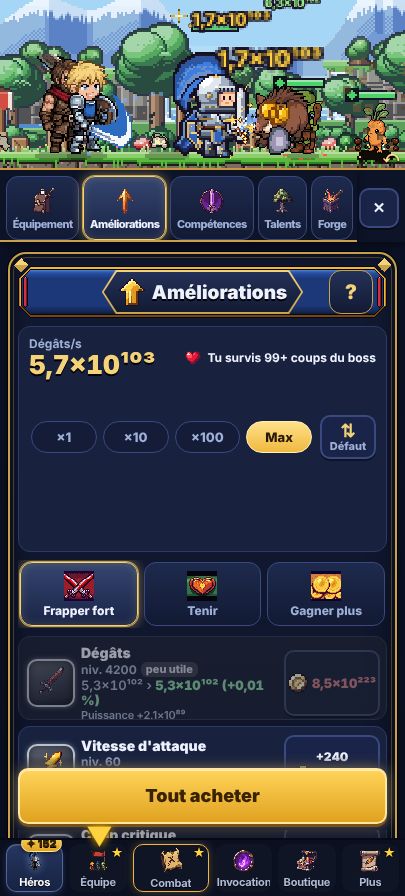 1,7×10¹⁰³
1,7×10¹⁰³
Équipement
Améliorations
Compétences
Talents
Forge
×
Améliorations
?
Dégâts/s
5,7×10¹⁰³
Tu survis 99+ coups du boss
×1
×10
×100
Max
⇅
Défaut
Frapper fort
Tenir
Gagner plus
Dégâts
niv. 4200 peu utile
5,3×10¹⁰² › 5,3×10¹⁰² (+0,01
%)
Puissance +2.1×10⁸⁹
8,5×10²²³
Vitesse d'attaque
niv. 60
+240
Tout acheter
critique
Héros
Équipe
Combat
Invocation
Boutique
Plus